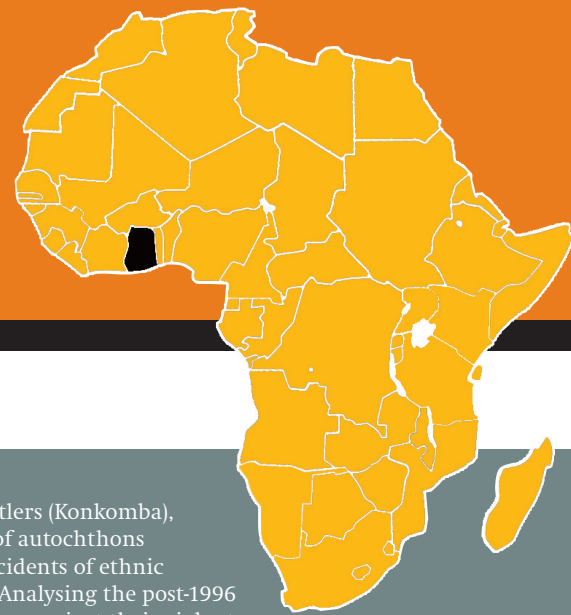 tlers (Konkomba),
of autochthons
cidents of ethnic
Analysing the post-1996